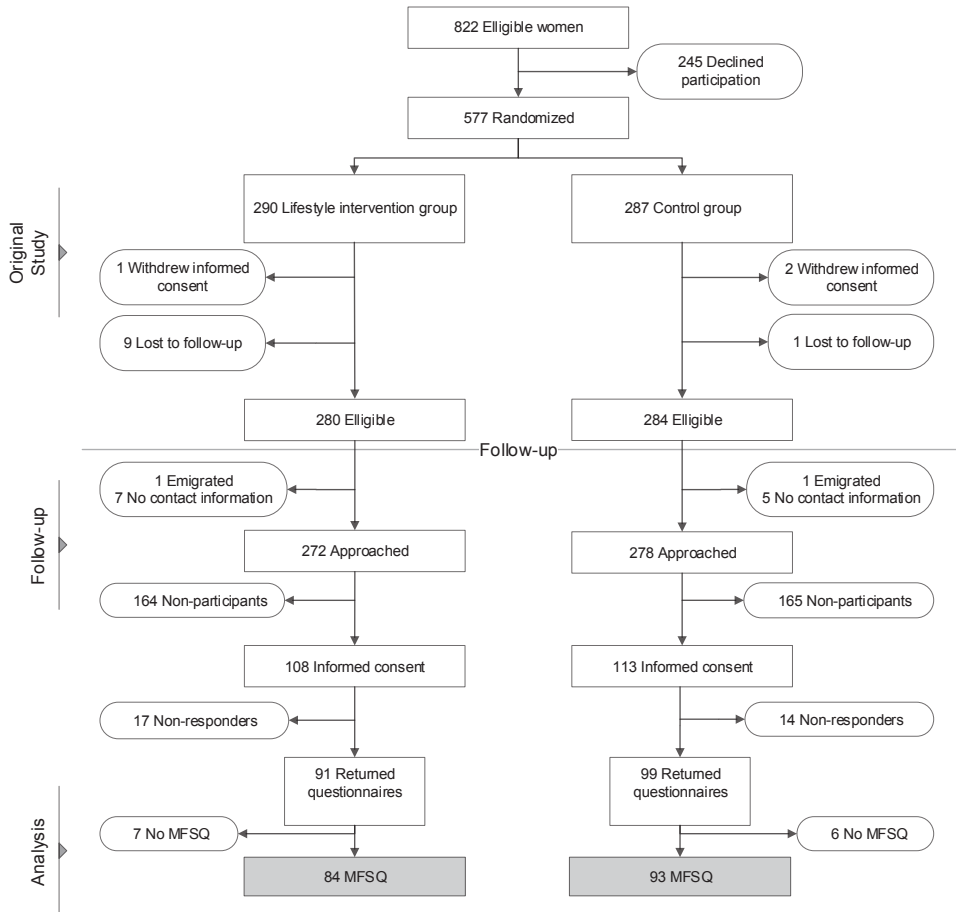 822 Elligible women
245 Declined
participation
577 Randomized
290 Lifestyle intervention group
287 Control group
Original
Study
1 Withdrew informed
consent
2 Withdrew informed
consent
9 Lost to follow-up
1 Lost to follow-up
280 Elligible
284 Elligible
Follow-up
1 Emigrated
7 No contact information
1 Emigrated
5 No contact information
Follow-up
272 Approached
278 Approached
164 Non-participants
165 Non-participants
108 Informed consent
113 Informed consent
17 Non-responders
14 Non-responders
91 Returned
questionnaires
99 Returned
questionnaires
Analysis
7 No MFSQ
6 No MFSQ
84 MFSQ
93 MFSQ